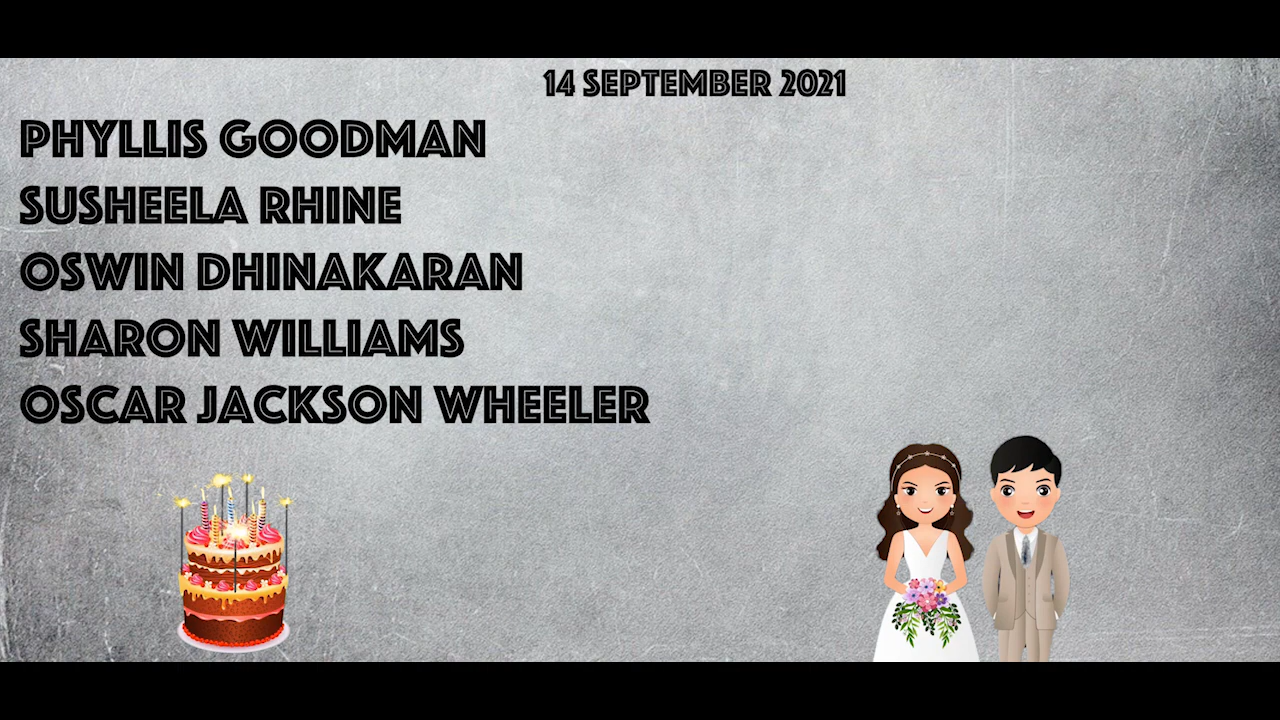 14 SEPTEMBER 2021
PHYLLIS GOODMAN
SUSHEELA RHINE
OSWIN DHINAKARAN
SHARON WILLIAMS
OSCAR JACKSON WHEELER